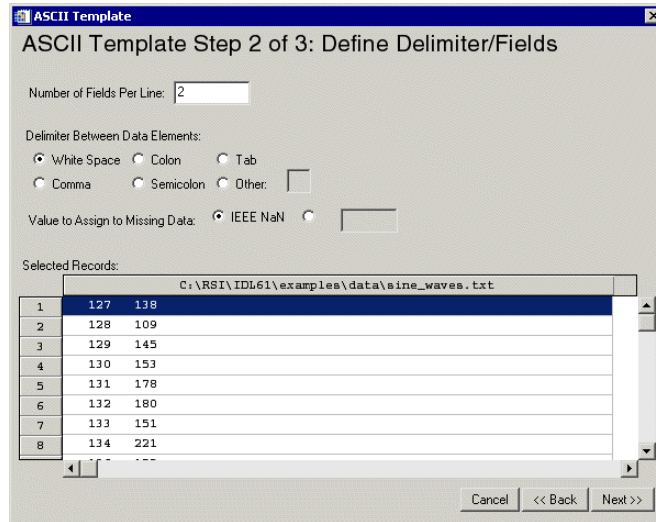 ASCII Template
ASCII Template Step 2 of 3: Define Delimiter/Fields
Number of Fields Per Line: 2
Delimiter Between Data Elements:
White Space Colon Tab
Comma Semicolon Other:
Value to Assign to Missing Data: IEEE NaN
Selected Records:
C:\RSI\IDL61\examples\data\sine_waves.txt
1 127 138
2 128 109
3 129 145
4 130 153
5 131 178
6 132 180
7 133 151
8 134 221
Cancel << Back Next >>